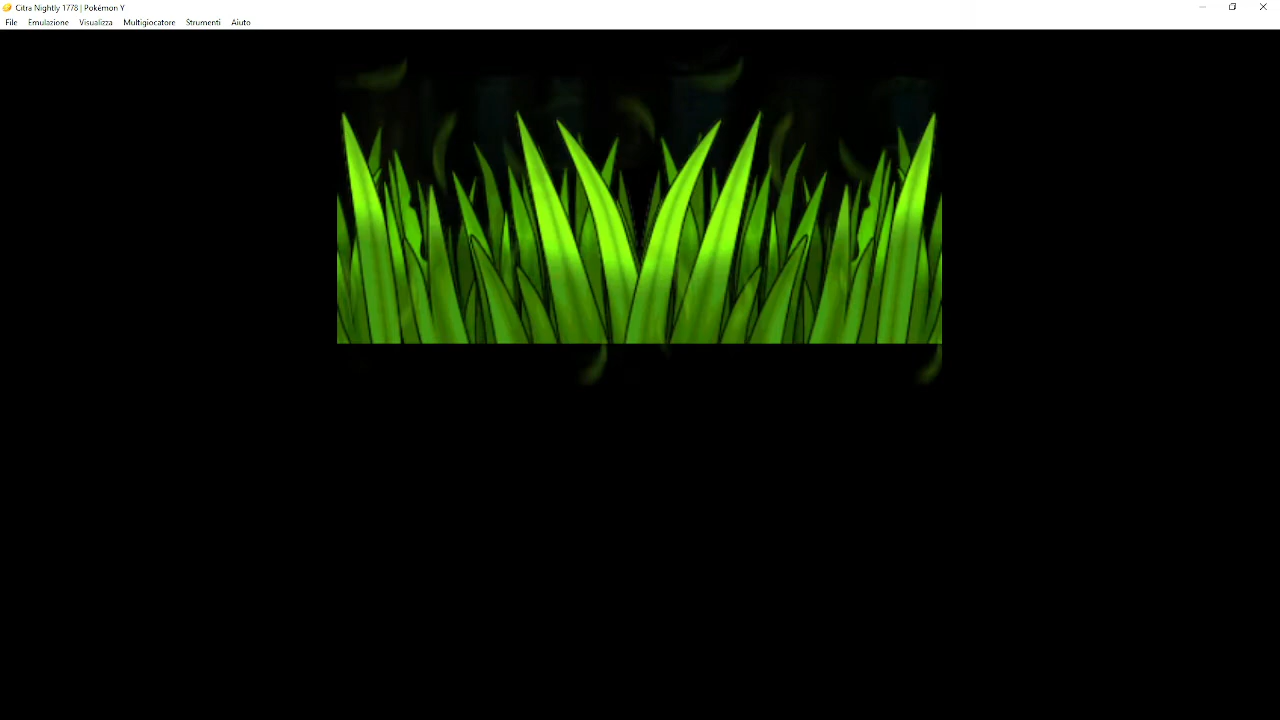 Citra Nightly 1778 | Pokémon Y
File Emulazione Visualizza Multigiocatore Strumenti Aiuto